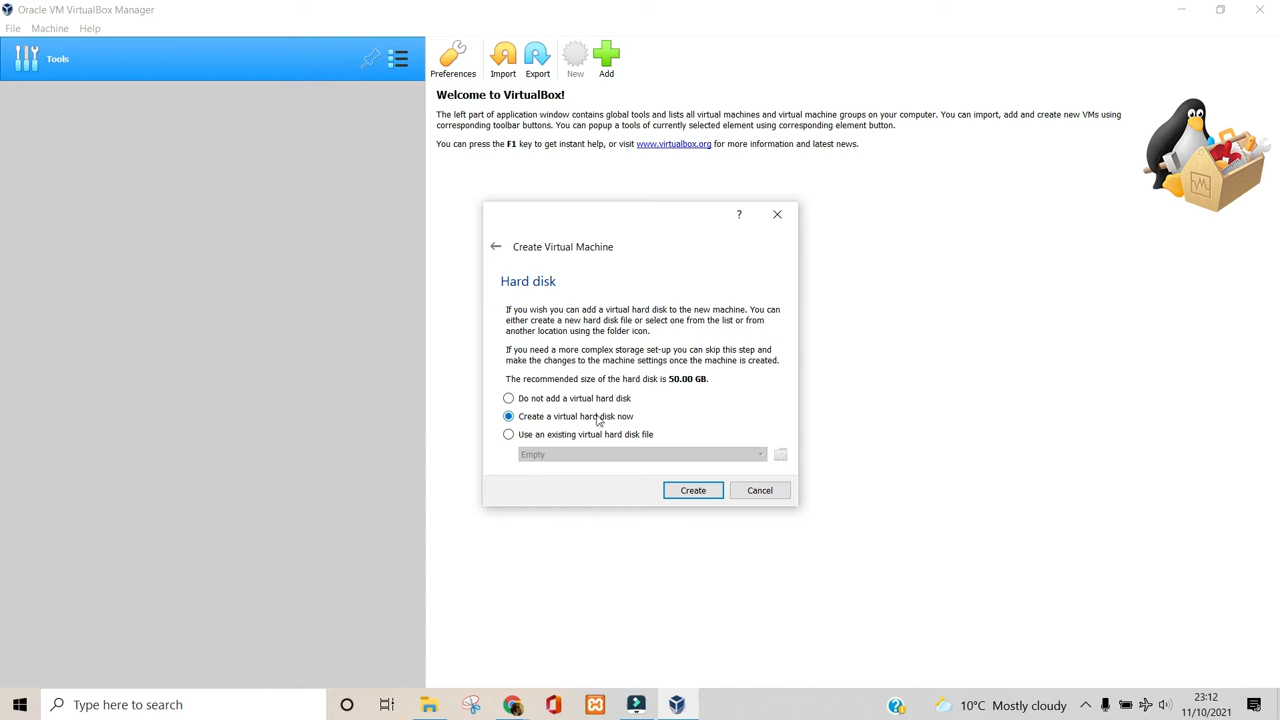 Oracle VM VirtualBox Manager
File Machine Help
Tools
Preferences Import Export New Add
Welcome to VirtualBox!
The left part of application window contains global tools and lists all virtual machines and virtual machine groups on your computer. You can import, add and create new VMs using
corresponding toolbar buttons. You can popup a tools of currently selected element using corresponding element button.
You can press the F1 key to get instant help, or visit www.virtualbox.org for more information and latest news.
?
Create Virtual Machine
Hard disk
If you wish you can add a virtual hard disk to the new machine. You can
either create a new hard disk file or select one from the list or from
another location using the folder icon.
If you need a more complex storage set-up you can skip this step and
make the changes to the machine settings once the machine is created.
The recommended size of the hard disk is 50.00 GB.
Do not add a virtual hard disk
Create a virtual hard disk now
Use an existing virtual hard disk file
Empty
Create Cancel
Type here to search
10°C Mostly cloudy
23:12
11/10/2021